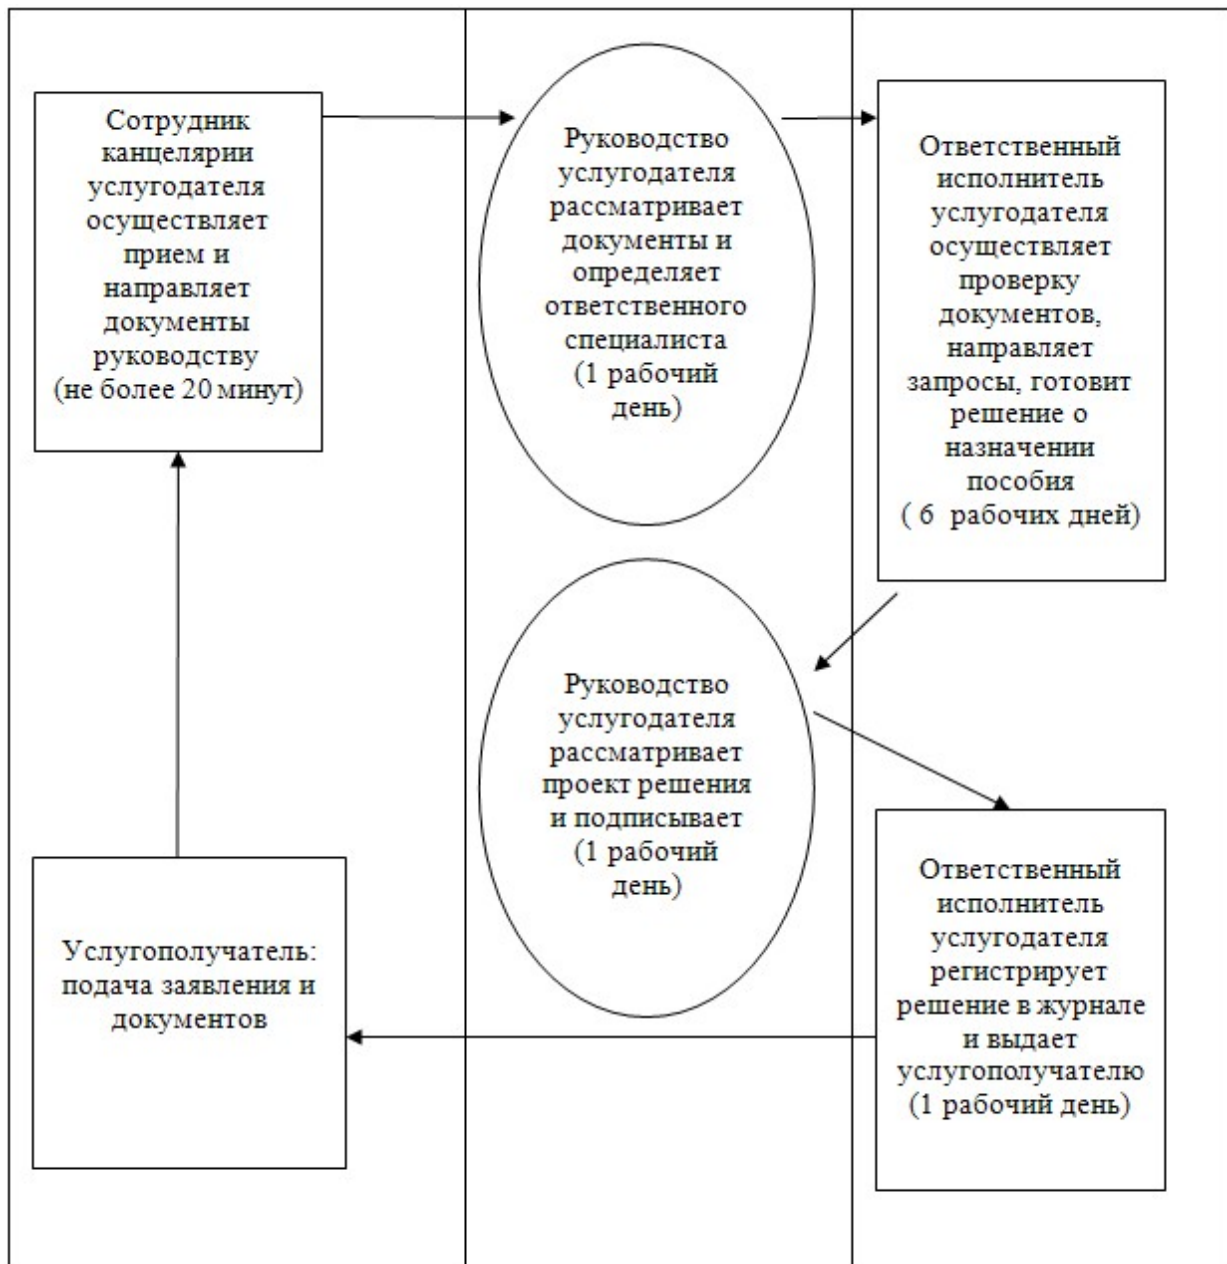 Сотрудник
канцелярии
услугодателя
осуществляет
прием и
направляет
документы
руководству
(не более 20 минут)
Руководство
услугодателя
рассматривает
документы и
определяет
ответственного
специалиста
(1 рабочий
день)
Ответственный
исполнитель
услугодателя
осуществляет
проверку
документов,
направляет
запросы, готовит
решение о
назначении
пособия
( 6 рабочих дней)
Руководство
услугодателя
рассматривает
проект решения
и подписывает
(1 рабочий
день)
Ответственный
исполнитель
услугодателя
регистрирует
решение в журнале
и выдает
услугополучателю
(1 рабочий день)
Услугополучатель:
подача заявления и
документов